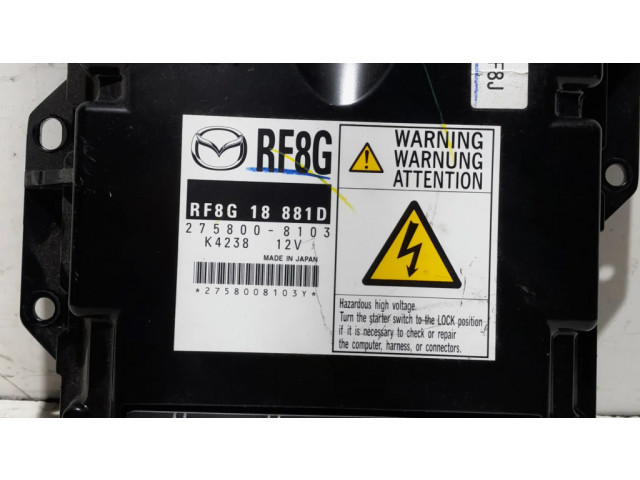 F8J
RF8G
RF8G 18 881D
275800-8103
K4238 12V
MADE IN JAPAN
*2758008103Y*
WARNING
WARNUNG
ATTENTION
Hazardous high voltage.
Turn the starter switch to the LOCK position
if it is necessary to check or repair
the computer, harness, or connectors.